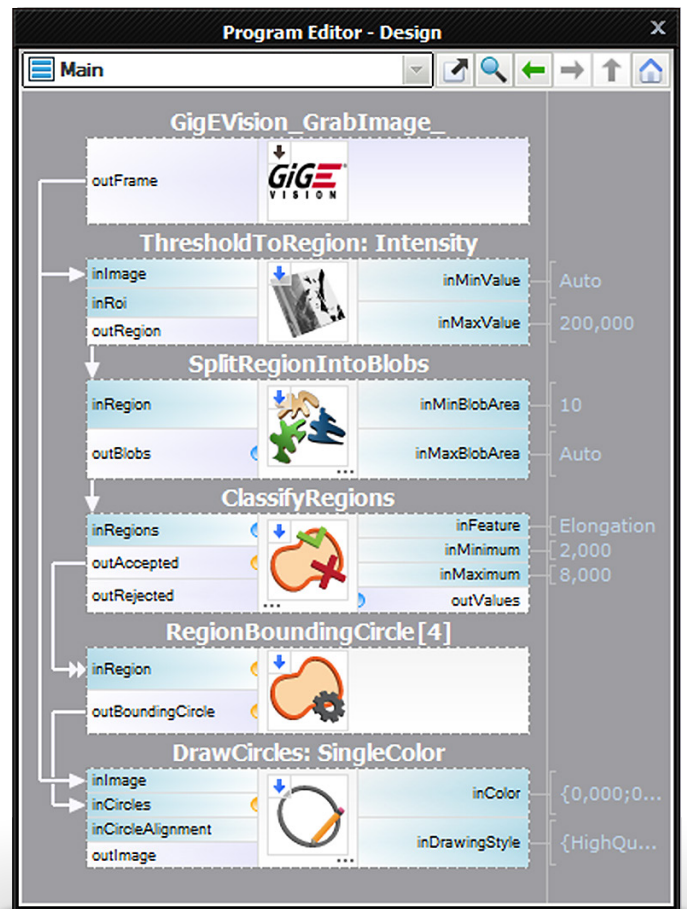 Program Editor - Design
X
Main
GigEVision_GrabImage_
outFrame
GiGE
VISION
ThresholdToRegion: Intensity
inImage
inRoi
outRegion
inMinValue
Auto
inMaxValue
200,000
SplitRegionIntoBlobs
inRegion
outBlobs
inMinBlobArea
10
inMaxBlobArea
Auto
...
ClassifyRegions
inRegions
outAccepted
outRejected
...
inFeature
Elongation
inMinimum
2,000
inMaximum
8,000
outValues
RegionBoundingCircle[4]
inRegion
outBoundingCircle
DrawCircles: SingleColor
inImage
inCircles
inCircleAlignment
outImage
inColor
{0,000;0...
inDrawingStyle
{HighQu...
...